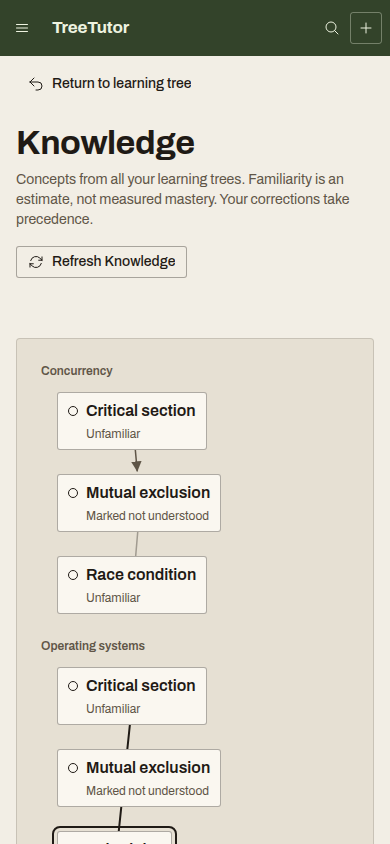 TreeTutor
Return to learning tree
Knowledge
Concepts from all your learning trees. Familiarity is an
estimate, not measured mastery. Your corrections take
precedence.
Refresh Knowledge
Concurrency
Critical section
Unfamiliar
Mutual exclusion
Marked not understood
Race condition
Unfamiliar
Operating systems
Critical section
Unfamiliar
Mutual exclusion
Marked not understood